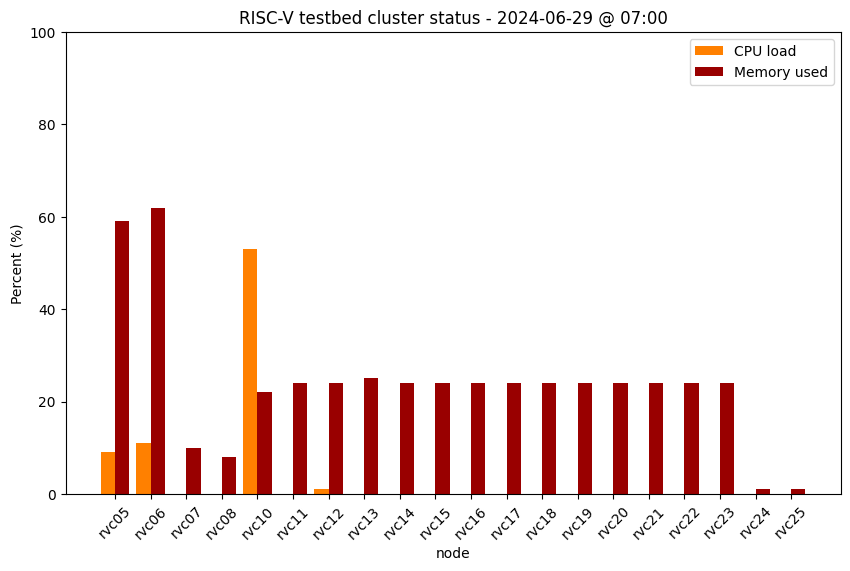 RISC-V testbed cluster status - 2024-06-29 @ 07:00
CPU load
Memory used
Percent (%)
100
80
60
40
20
0
rvc05 rvc06 rvc07 rvc08 rvc10 rvc11 rvc12 rvc13 rvc14 rvc15 rvc16 rvc17 rvc18 rvc19 rvc20 rvc21 rvc22 rvc23 rvc24 rvc25
node